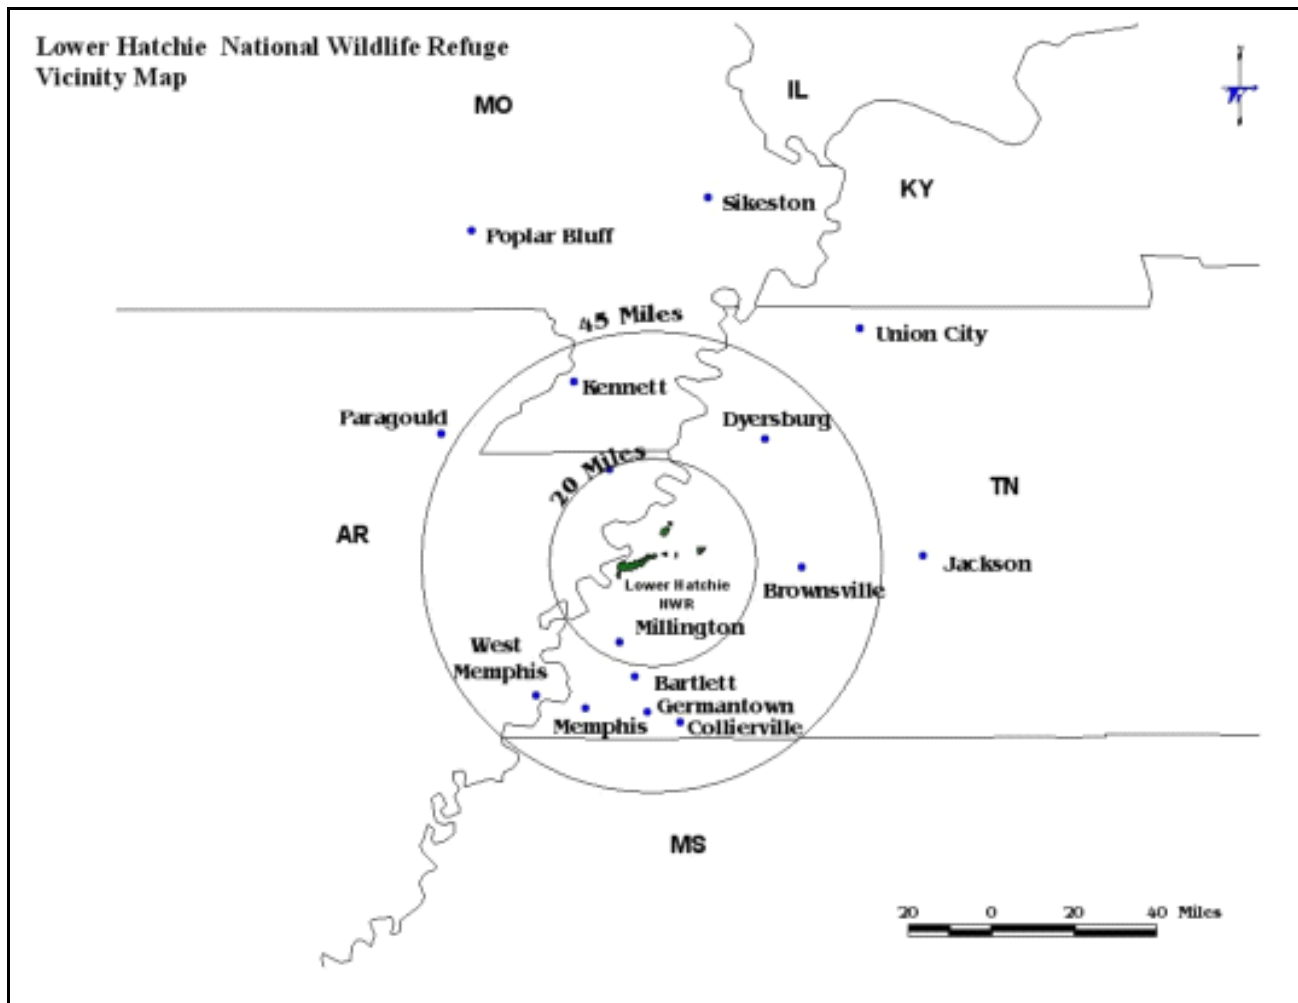 Lower Hatchie National Wildlife Refuge
Vicinity Map
MO
IL
KY
Sikeston
Poplar Bluff
45 Miles
Union City
Kennett
Paragould
Dyersburg
20 Miles
TN
AR
Jackson
Lower Hatchie
NWR
Brownsville
Millington
West
Memphis
Bartlett
Germantown
Memphis
Collierville
MS
20 0 20 40 Miles